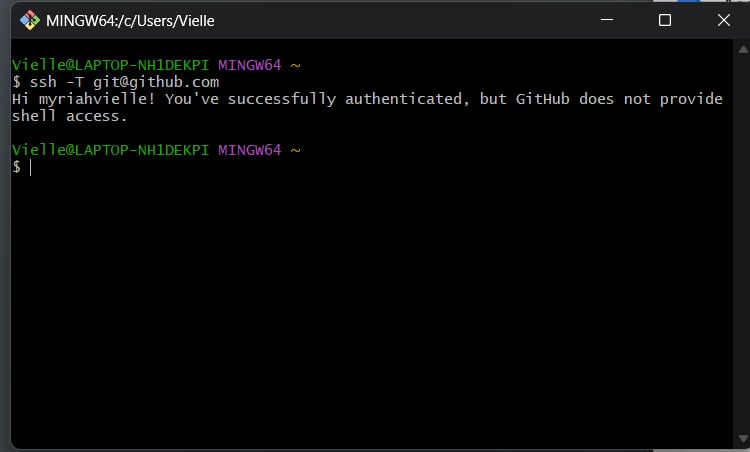 MINGW64:/c/Users/Vielle
Vielle@LAPTOP-NH1DEKPI MINGW64 ~
$ ssh -T git@github.com
Hi myriahvielle! You've successfully authenticated, but GitHub does not provide
shell access.
Vielle@LAPTOP-NH1DEKPI MINGW64 ~
$